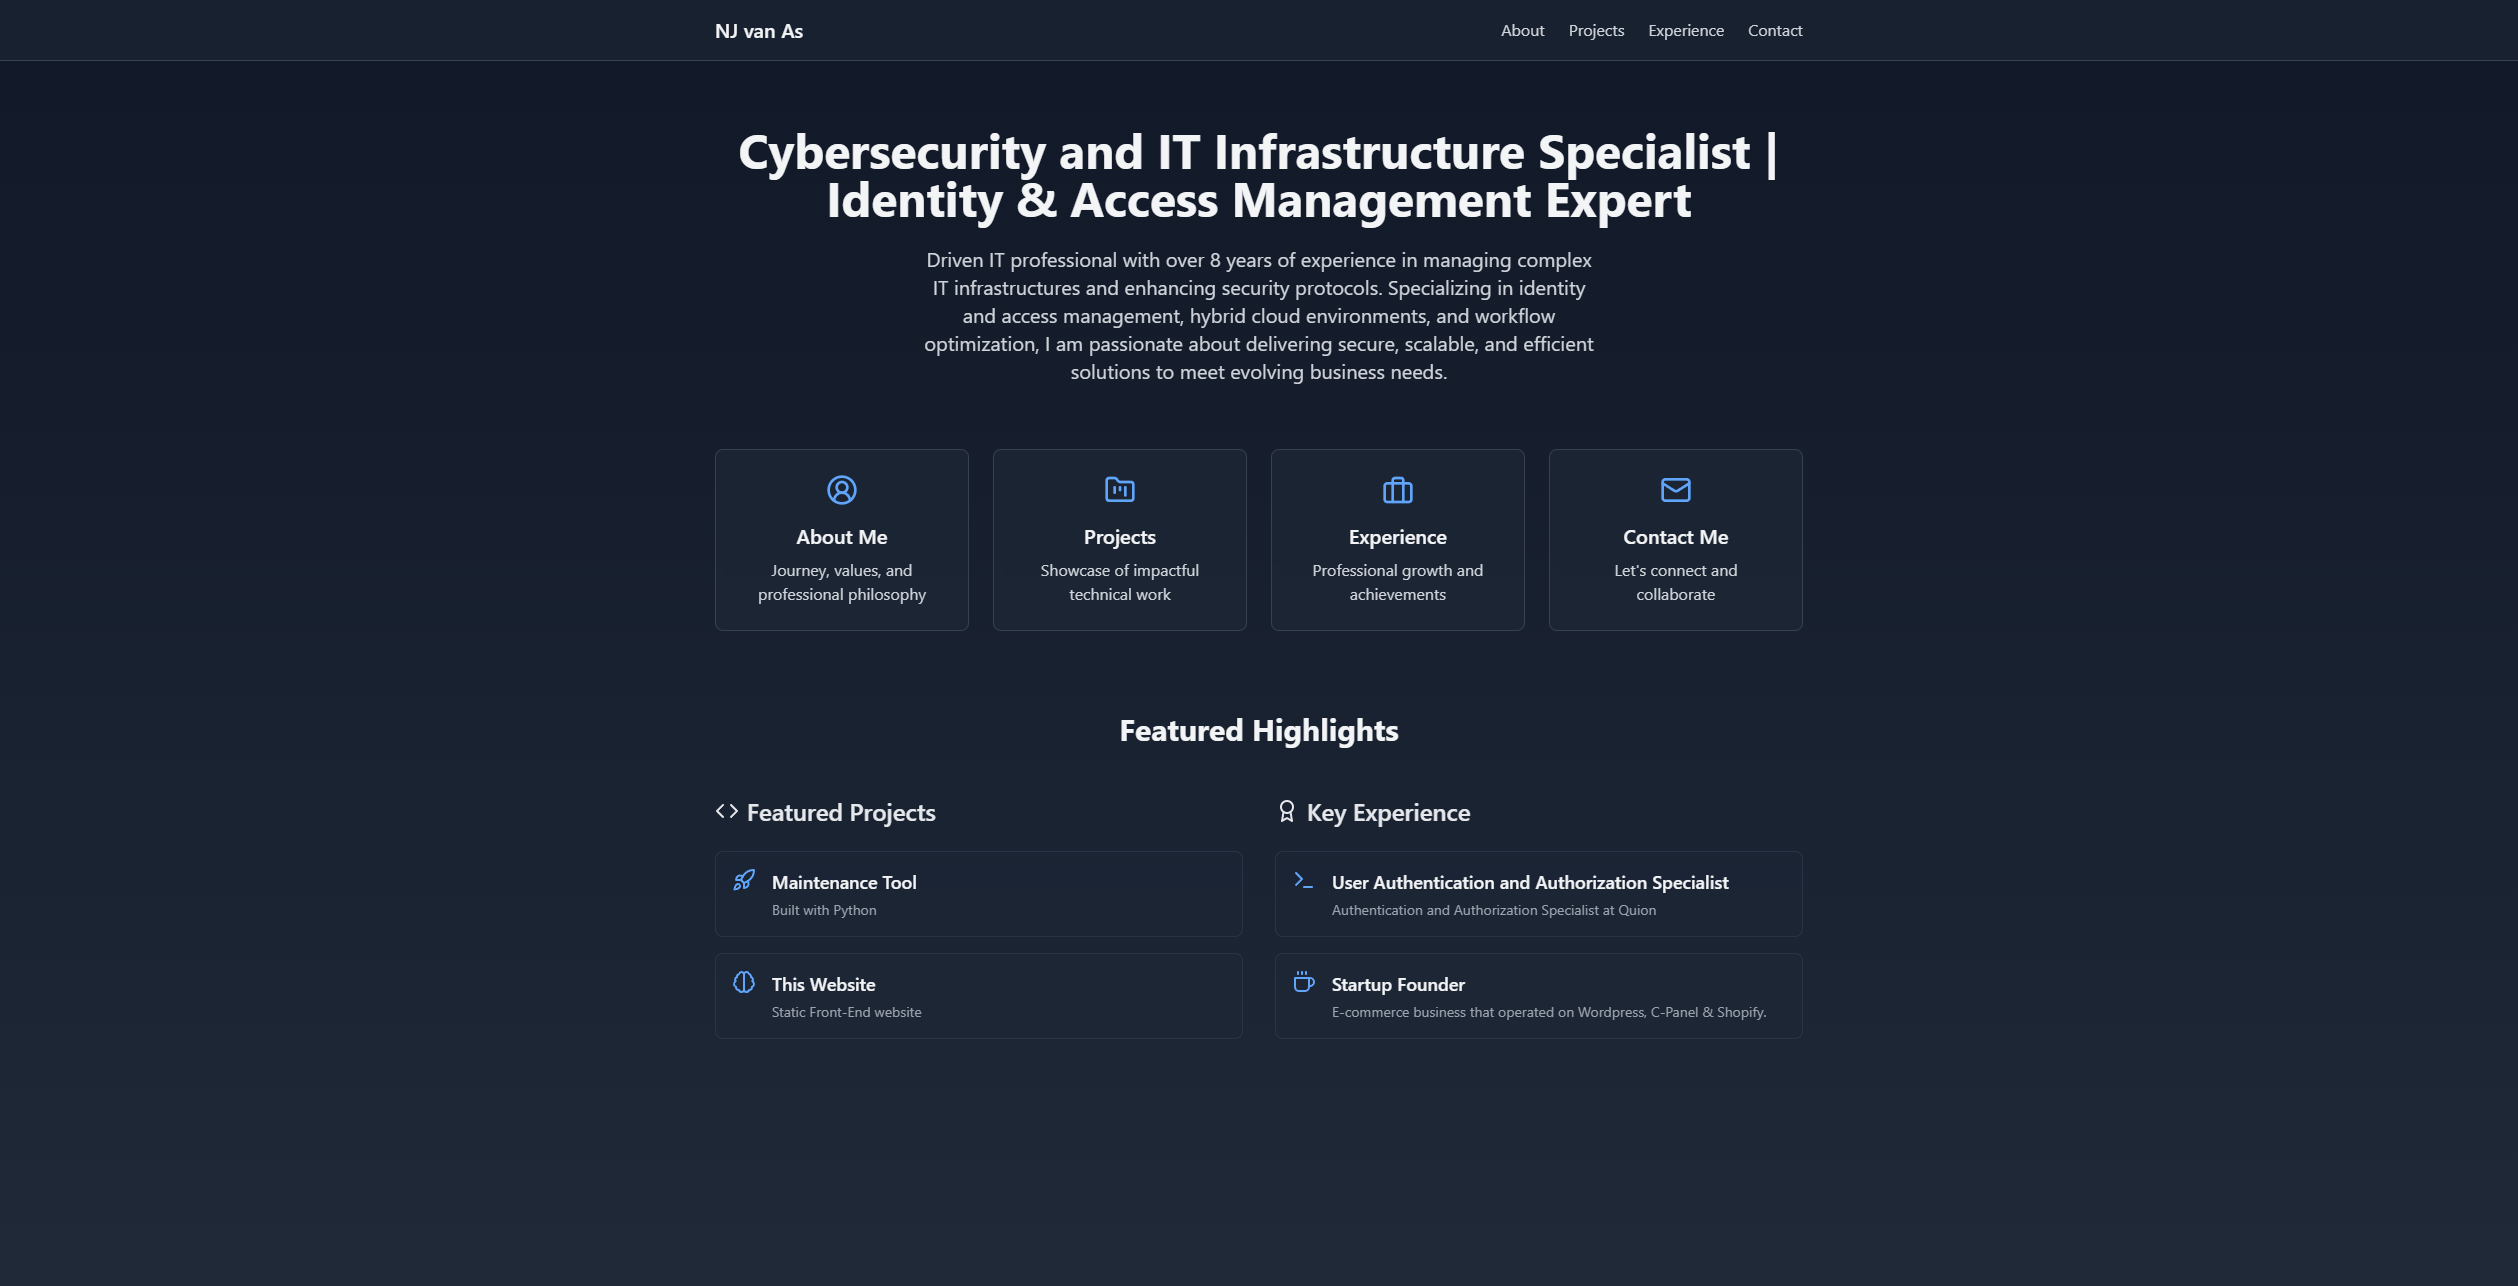 NJ van As
About
Projects
Experience
Contact
Cybersecurity and IT Infrastructure Specialist |
Identity & Access Management Expert
Driven IT professional with over 8 years of experience in managing complex
IT infrastructures and enhancing security protocols. Specializing in identity
and access management, hybrid cloud environments, and workflow
optimization, I am passionate about delivering secure, scalable, and efficient
solutions to meet evolving business needs.
About Me
Journey, values, and
professional philosophy
Projects
Showcase of impactful
technical work
Experience
Professional growth and
achievements
Contact Me
Let's connect and
collaborate
Featured Highlights
Featured Projects
Maintenance Tool
Built with Python
This Website
Static Front-End website
Key Experience
User Authentication and Authorization Specialist
Authentication and Authorization Specialist at Quion
Startup Founder
E-commerce business that operated on Wordpress, C-Panel & Shopify.